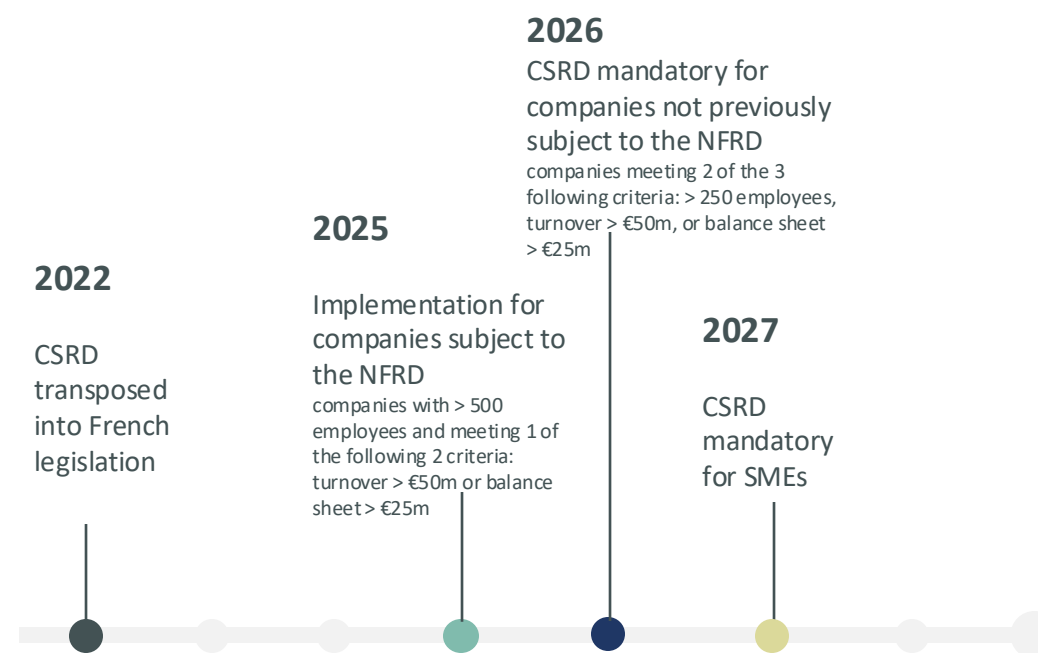 2022
CSRD
transposed
into French
legislation
2025
Implementation for
companies subject to
the NFRD
companies with > 500
employees and meeting 1 of
the following 2 criteria:
turnover > €50m or balance
sheet > €25m
2026
CSRD mandatory for
companies not previously
subject to the NFRD
companies meeting 2 of the 3
following criteria: > 250 employees,
turnover > €50m, or balance sheet
> €25m
2027
CSRD
mandatory
for SMEs